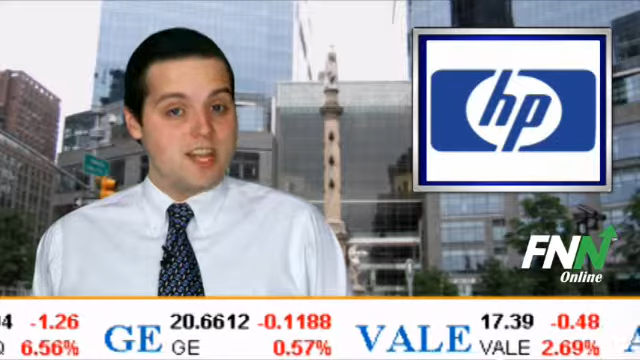 hp
FNN
Online
04 -1.26
Q 6.56%
GE 20.6612 -0.1188
GE 0.57%
VALE 17.39 -0.48
VALE 2.69%
A